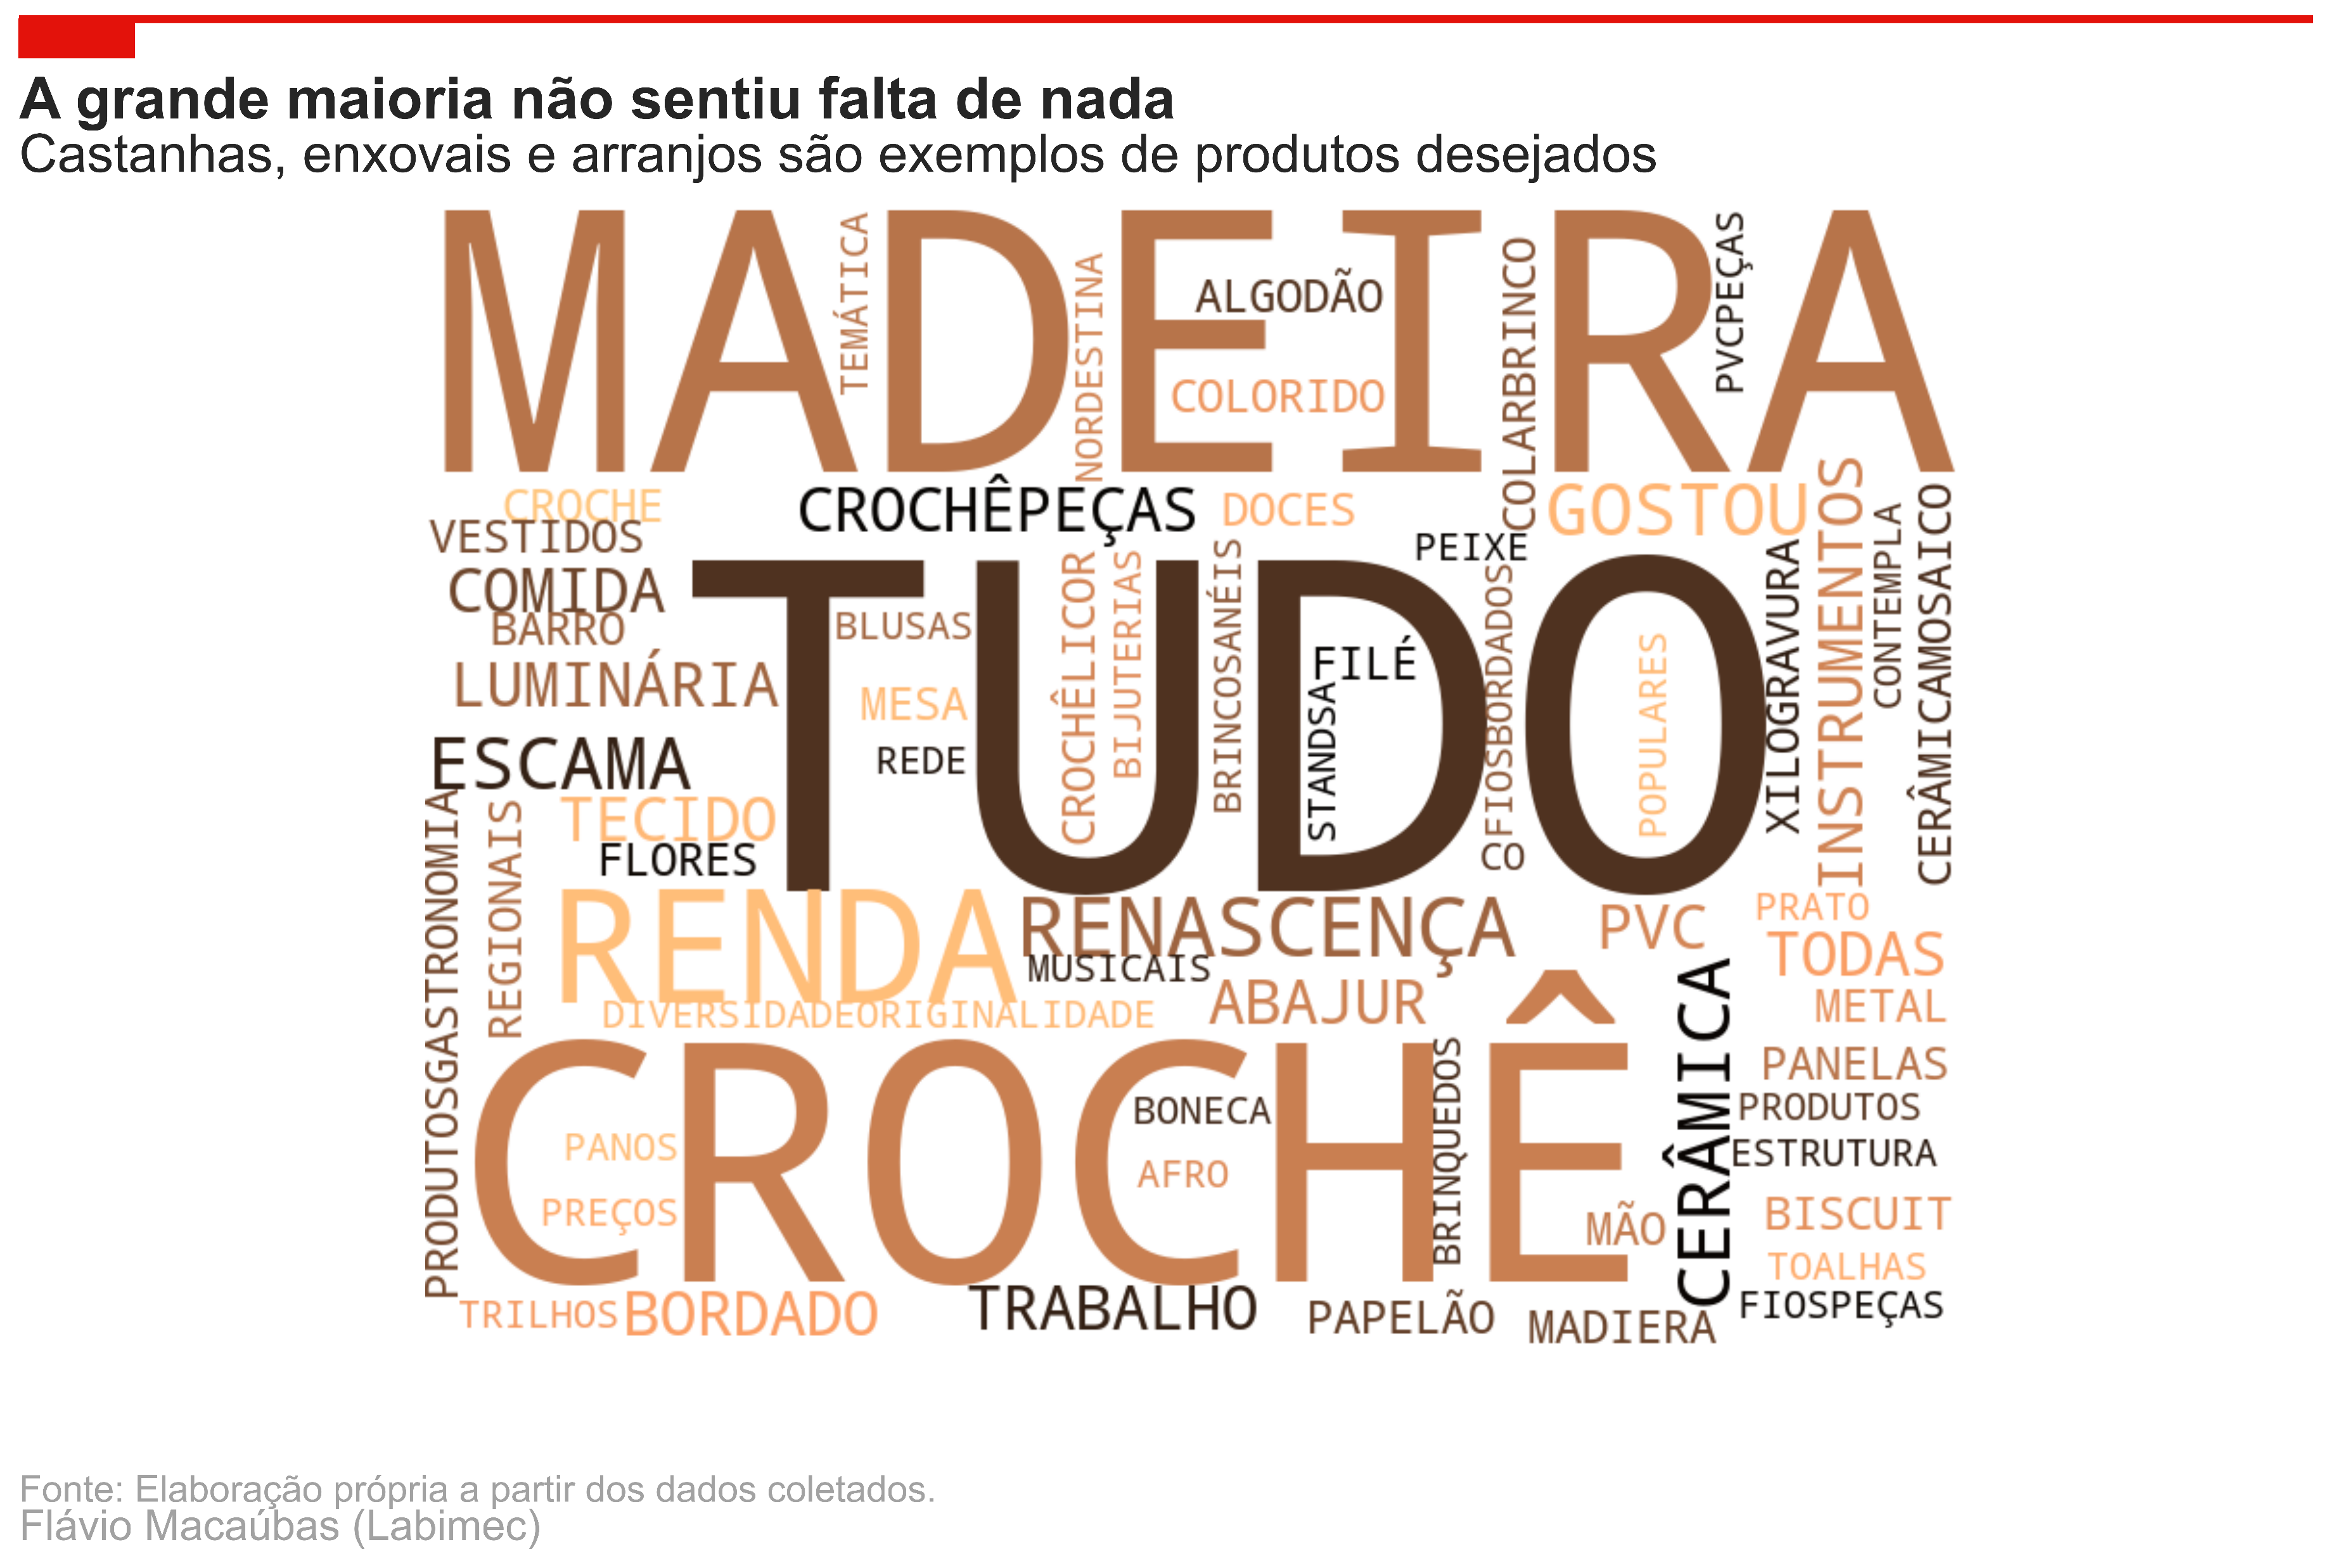 A grande maioria não sentiu falta de nada
Castanhas, enxovais e arranjos são exemplos de produtos desejados
MADEIRA
TEMÁTICA
NORDESTINA
ALGODÃO
COLORIDO
COLARBRINCO
PVCPEÇAS
CROCHE
VESTIDOS
CROCHÊPEÇAS
DOCES
GOSTOU
PEIXE
COMIDA
BARRO
LUMINÁRIA
ESCAMA
TECIDO
FLORES
TUDO
BLUSAS
MESA
REDE
CROCHÊLICOR
BIJUTERIAS
BRINCOSANÉIS
FILÉ
STANDSA
FIOSBORDADOS
CO
POPULARES
XILOGRAVURA
INSTRUMENTOS
CONTEMPLA
CERÂMICAMOSAICO
PRODUTOSGASTRONOMIA
REGIONAIS
RENDA
RENASCENÇA
MUSICAIS
DIVERSIDADEORIGINALIDADE
ABAJUR
PVC
PRATO
TODAS
METAL
CERÂMICA
PANELAS
PRODUTOS
ESTRUTURA
BISCUIT
TOALHAS
FIOSPEÇAS
CROCHÊ
PANOS
PREÇOS
BONECA
AFRO
BRINQUEDOS
MÃO
TRILHOS
BORDADO
TRABALHO
PAPELÃO
MADIERA
Fonte: Elaboração própria a partir dos dados coletados.
Flávio Macaúbas (Labimec)